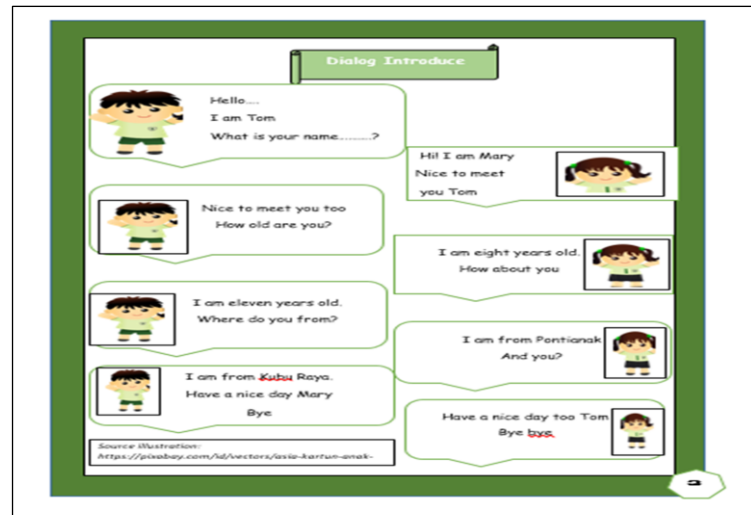 Dialog Introduce
Hello....
I am Tom
What is your name.........?
Hi! I am Mary
Nice to meet
you Tom
Nice to meet you too
How old are you?
I am eight years old.
How about you
I am eleven years old.
Where do you from?
I am from Pontianak
And you?
I am from Kubu Raya.
Have a nice day Mary
Bye
Have a nice day too Tom
Bye bye
Source illustration:
https://pixabay.com/id/vectors/asia-kartun-anak-